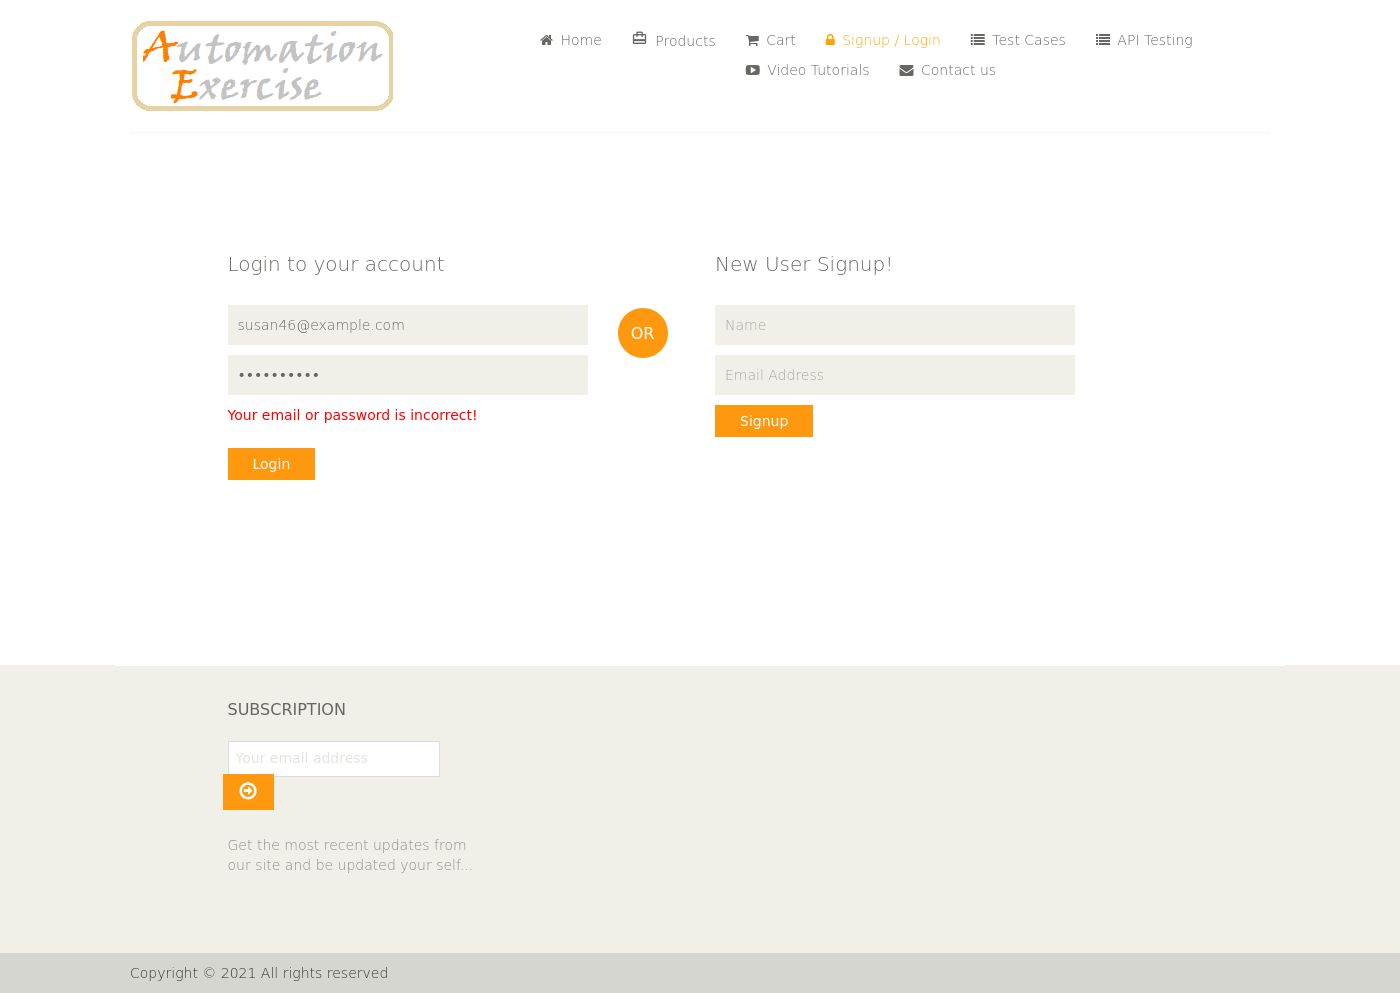 Automation
Exercise
Home
Products
Cart
Signup / Login
Test Cases
API Testing
Video Tutorials
Contact us
Login to your account
New User Signup!
susan46@example.com
••••••••••
Your email or password is incorrect!
Login
OR
Name
Email Address
Signup
SUBSCRIPTION
Your email address
Get the most recent updates from
our site and be updated your self...
Copyright © 2021 All rights reserved